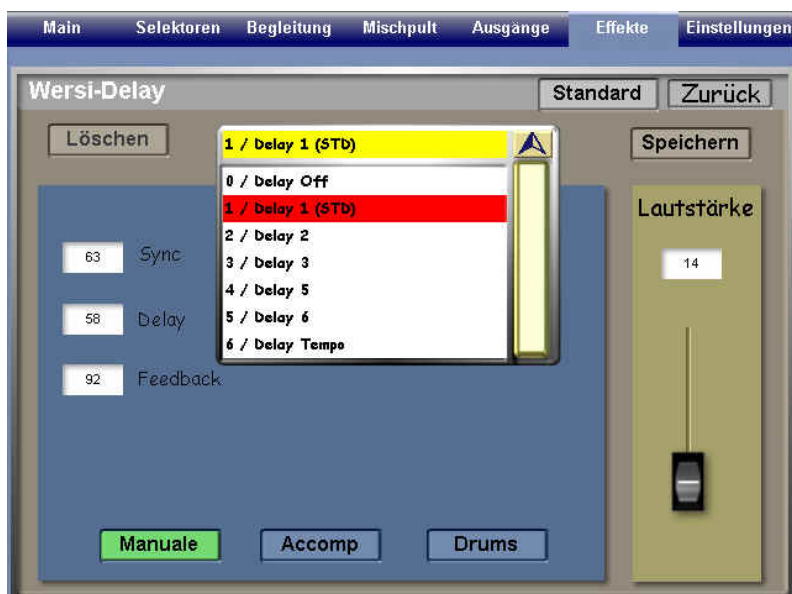 Main Selektoren Begleitung Mischpult Ausgänge Effekte Einstellungen
Wersi-Delay Standard Zurück
Löschen 1 / Delay 1 (STD) Speichern
0 / Delay Off
1 / Delay 1 (STD)
2 / Delay 2
3 / Delay 3
4 / Delay 5
5 / Delay 6
6 / Delay Tempo
63 Sync
58 Delay
92 Feedback
Lautstärke
14
Manuale Accomp Drums